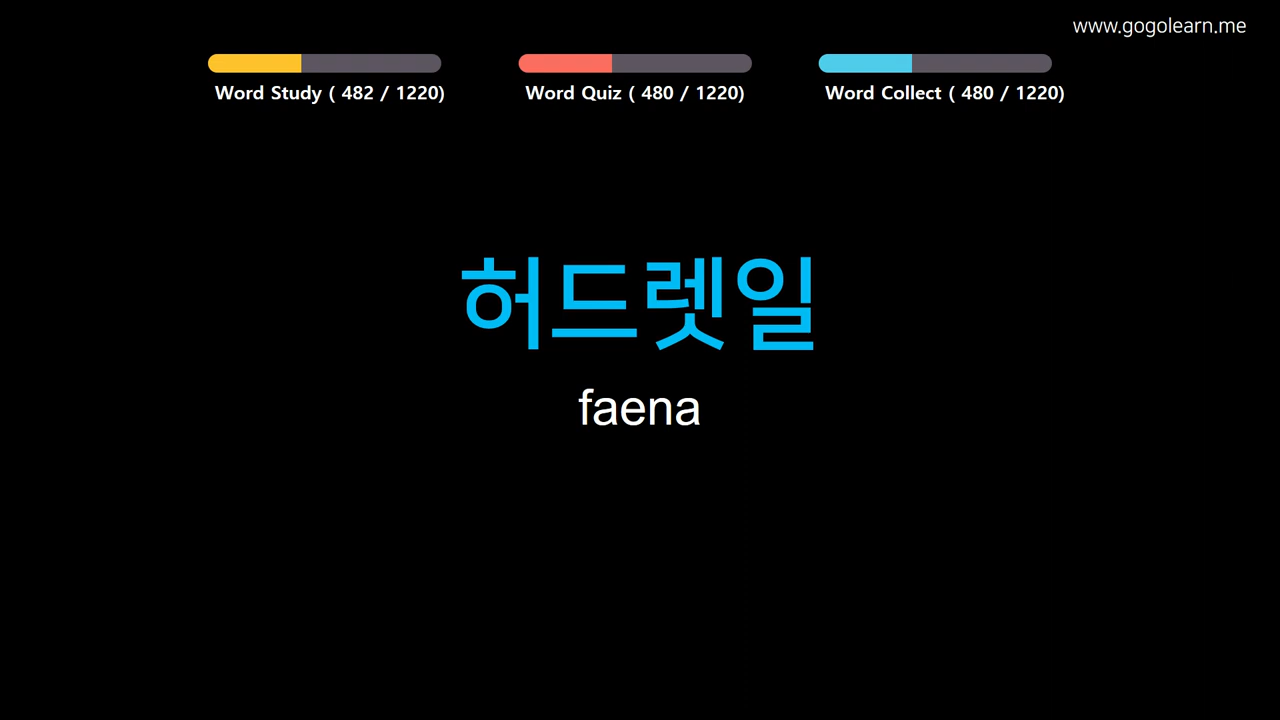 www.gogolearn.me
Word Study ( 482 / 1220)
Word Quiz ( 480 / 1220)
Word Collect ( 480 / 1220)
허드렛일
faena